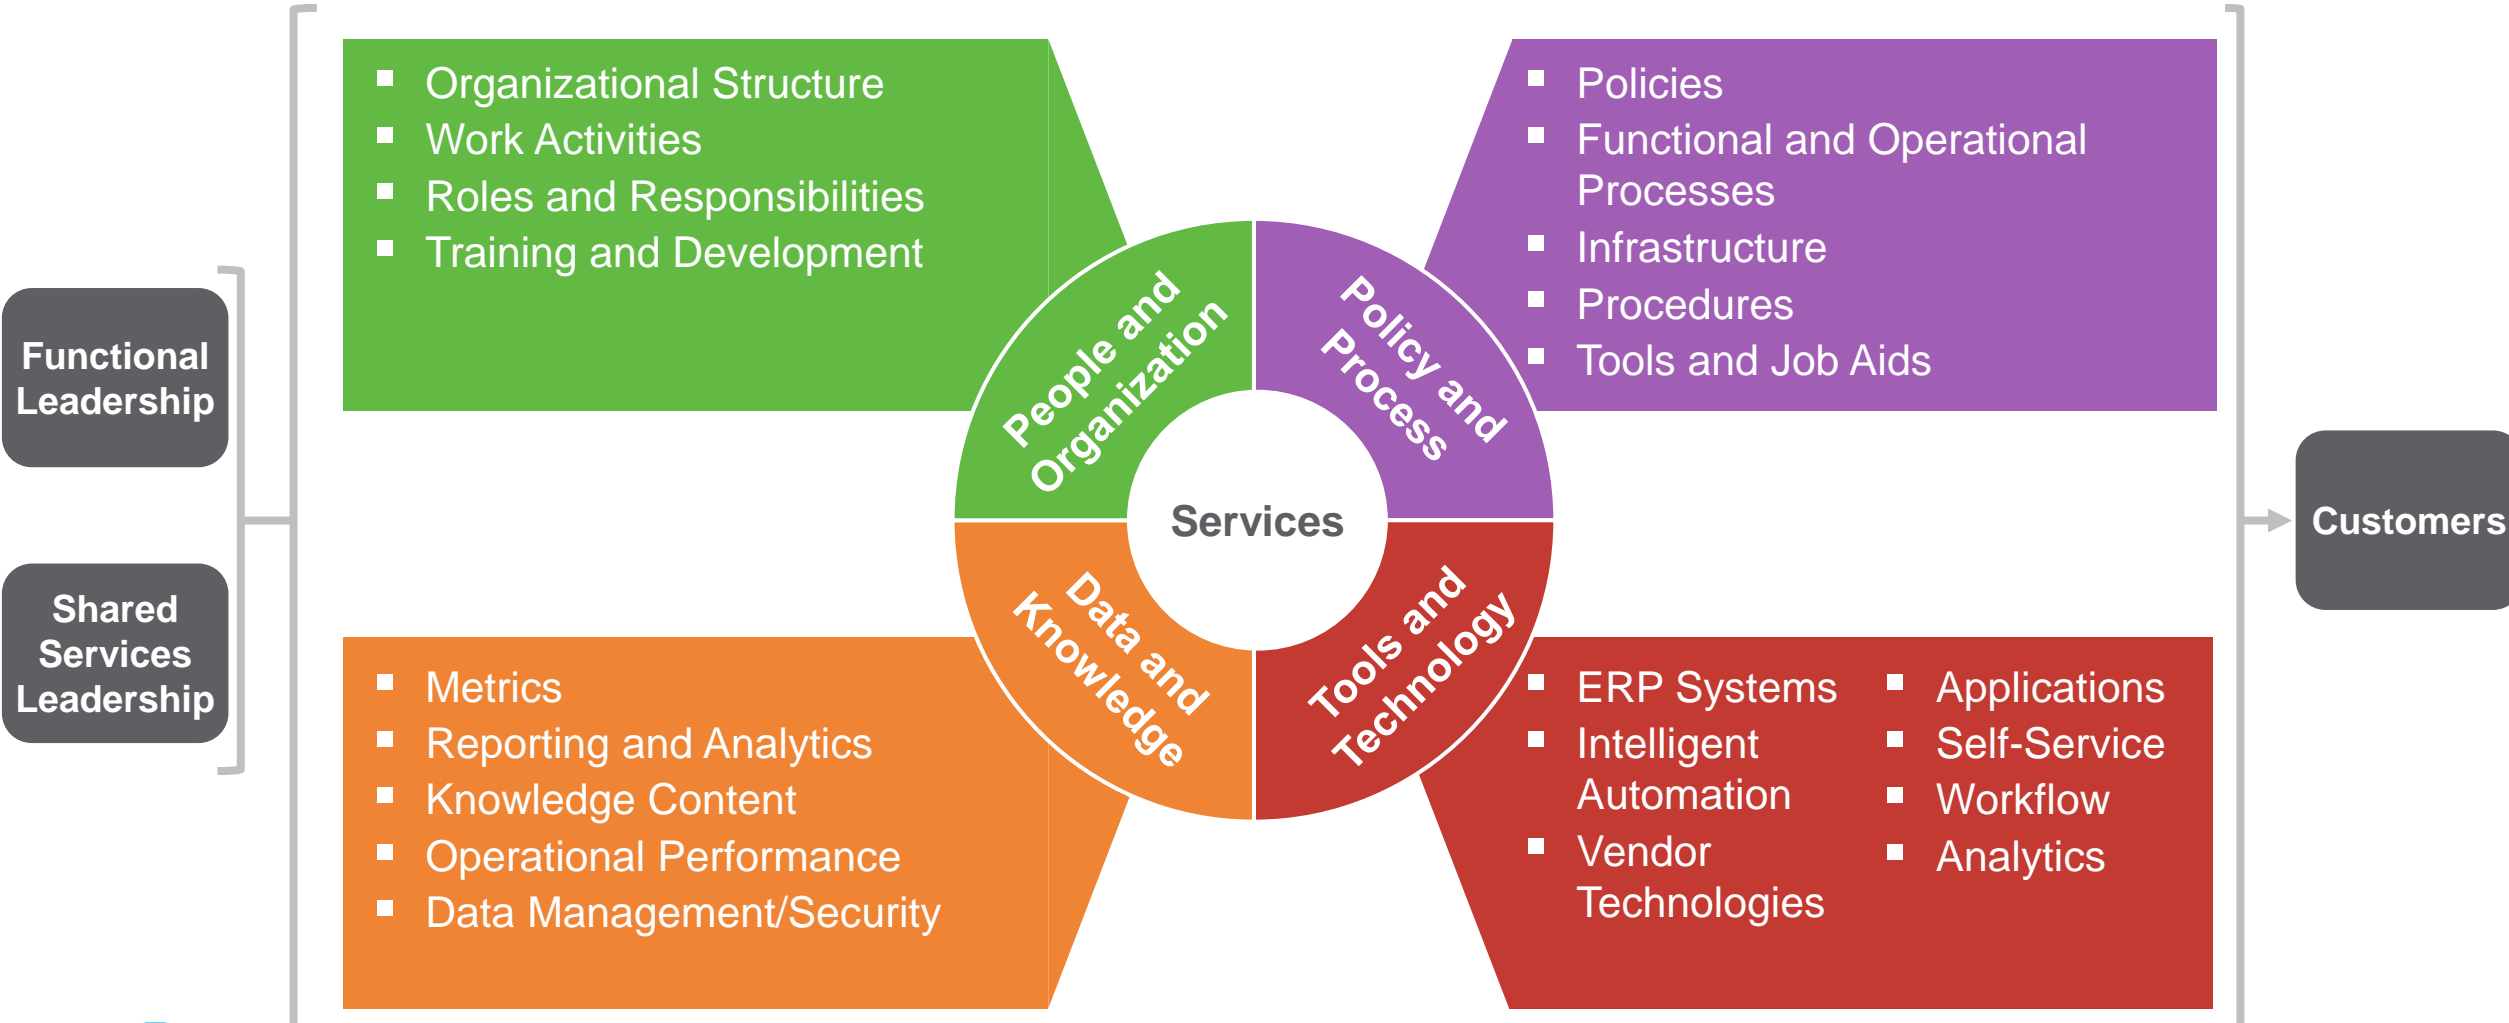 Functional
Leadership
Shared
Services
Leadership
Organizational Structure
Work Activities
Roles and Responsibilities
Training and Development
Policies
Functional and Operational
Processes
Infrastructure
Procedures
Tools and Job Aids
People and
Organization
Policy and
Process
Services
Data and
Knowledge
Tools and
Technology
Metrics
Reporting and Analytics
Knowledge Content
Operational Performance
Data Management/Security
ERP Systems
Intelligent
Automation
Vendor
Technologies
Applications
Self-Service
Workflow
Analytics
Customers